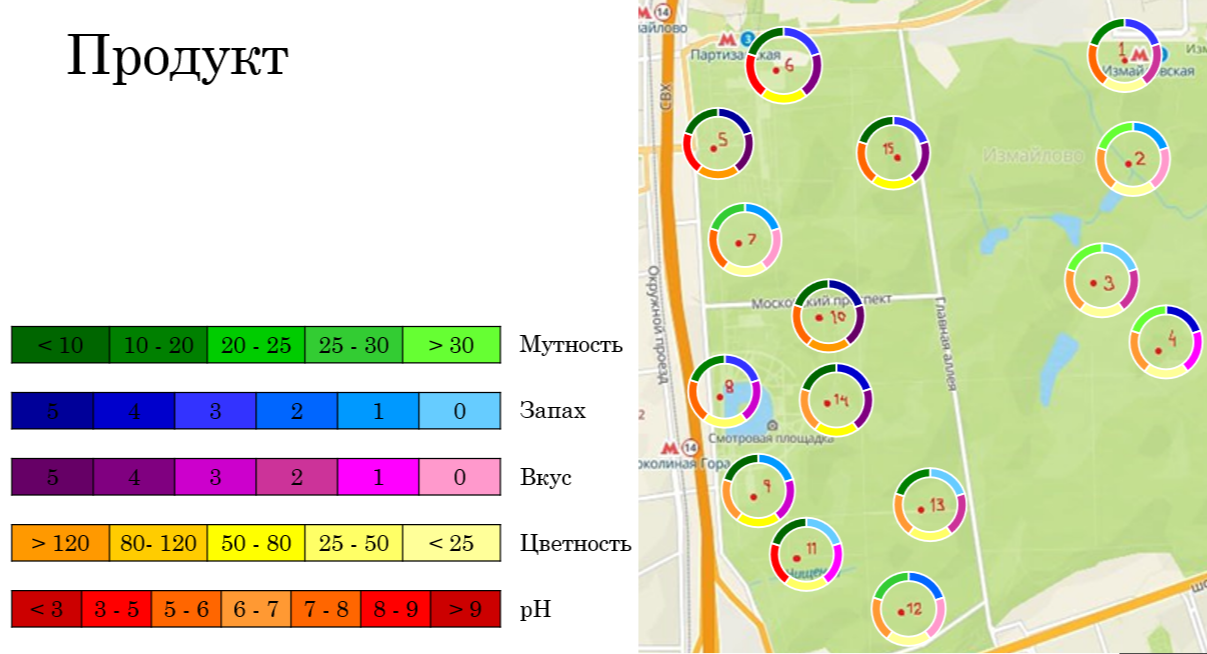 Продукт
< 10 10 - 20 20 - 25 25 - 30 > 30 Мутность
5 4 3 2 1 0 Запах
5 4 3 2 1 0 Вкус
> 120 80- 120 50 - 80 25 - 50 < 25 Цветность
< 3 3 - 5 5 - 6 6 - 7 7 - 8 8 - 9 > 9 pH
М 14
М 3
1
М
6
СВХ
5
15
Измайлово
2
7
3
Московский проспект
10
Окружной проезд
Главная аллея
4
8
14
Смотровая площадка
М 14
9
13
11
12